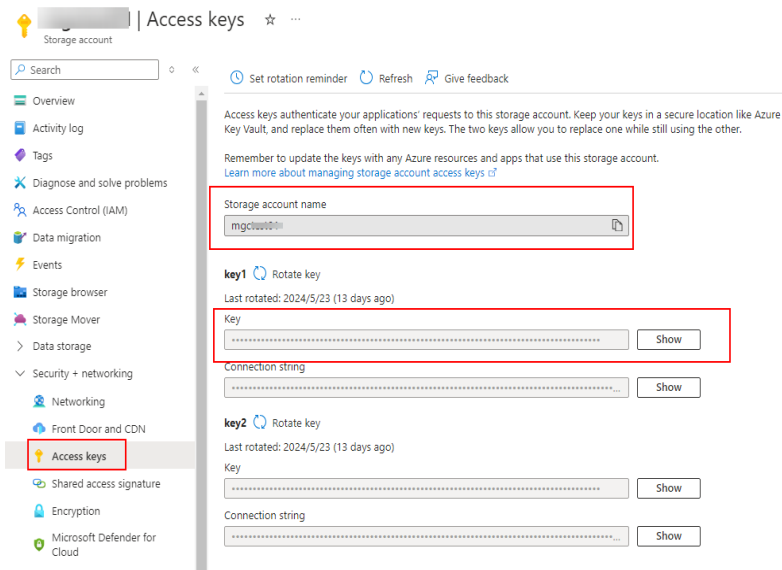 | Access keys
Storage account
Search
Overview
Activity log
Tags
Diagnose and solve problems
Access Control (IAM)
Data migration
Events
Storage browser
Storage Mover
Data storage
Security + networking
Networking
Front Door and CDN
Access keys
Shared access signature
Encryption
Microsoft Defender for
Cloud
Set rotation reminder
Refresh
Give feedback
Access keys authenticate your applications' requests to this storage account. Keep your keys in a secure location like Azure
Key Vault, and replace them often with new keys. The two keys allow you to replace one while still using the other.
Remember to update the keys with any Azure resources and apps that use this storage account.
Learn more about managing storage account access keys
Storage account name
key1 Rotate key
Last rotated: 2024/5/23 (13 days ago)
Key
Show
Connection string
Show
key2 Rotate key
Last rotated: 2024/5/23 (13 days ago)
Key
Show
Connection string
Show